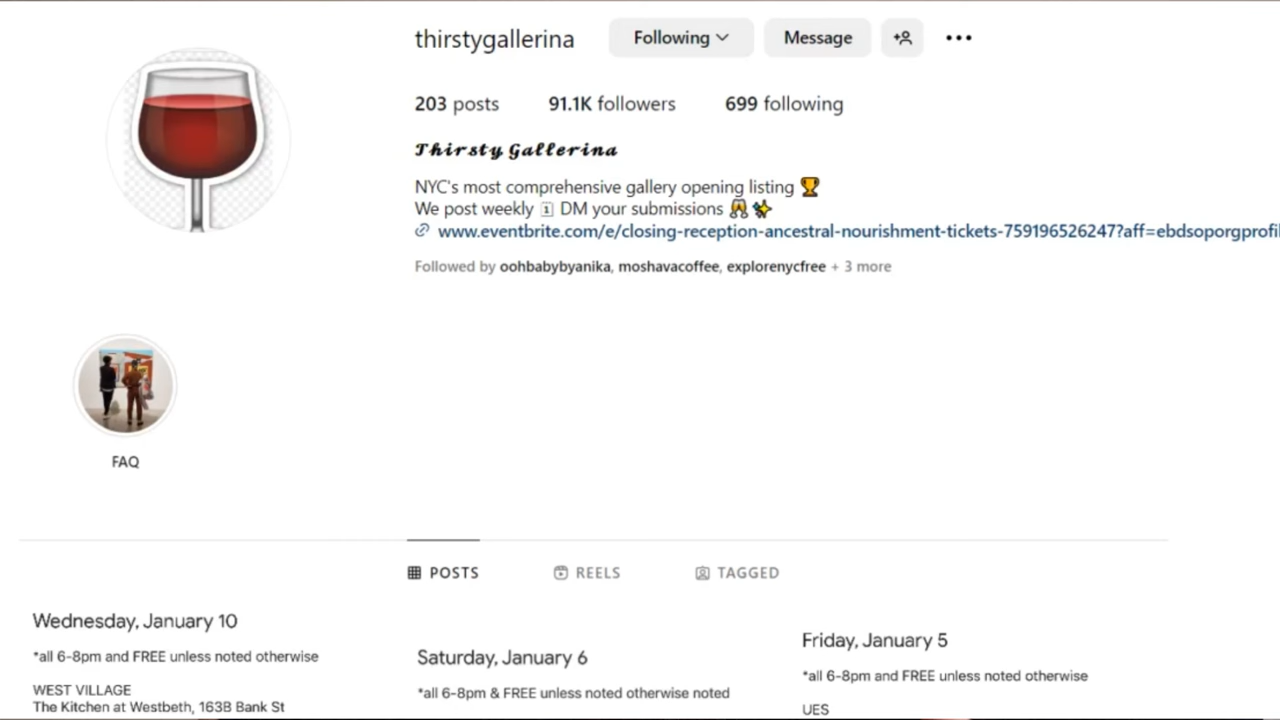 thirstygallerina Following Message
203 posts 91.1K followers 699 following
𝓣𝓱𝓲𝓻𝓼𝓽𝔂 𝓖𝓪𝓵𝓵𝓮𝓻𝓲𝓷𝓪
NYC's most comprehensive gallery opening listing 🏆
We post weekly 🗓️ DM your submissions 🥂✨
www.eventbrite.com/e/closing-reception-ancestral-nourishment-tickets-759196526247?aff=ebdsoporgprofil
Followed by oohbabybyanika, moshavacoffee, explorenycfree + 3 more
FAQ
POSTS REELS TAGGED
Wednesday, January 10
*all 6-8pm and FREE unless noted otherwise
WEST VILLAGE
The Kitchen at Westbeth, 163B Bank St
Saturday, January 6
*all 6-8pm & FREE unless noted otherwise noted
Friday, January 5
*all 6-8pm and FREE unless noted otherwise
UES